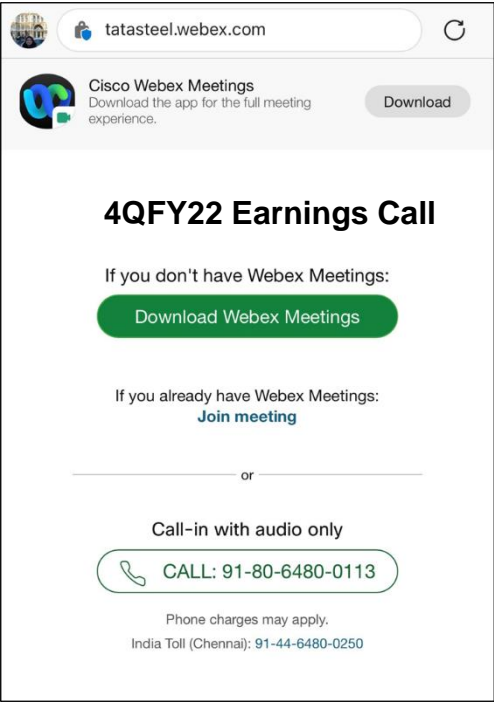 tatasteel.webex.com
Cisco Webex Meetings
Download the app for the full meeting
experience.
Download
4QFY22 Earnings Call
If you don't have Webex Meetings:
Download Webex Meetings
If you already have Webex Meetings:
Join meeting
or
Call-in with audio only
CALL: 91-80-6480-0113
Phone charges may apply.
India Toll (Chennai): 91-44-6480-0250